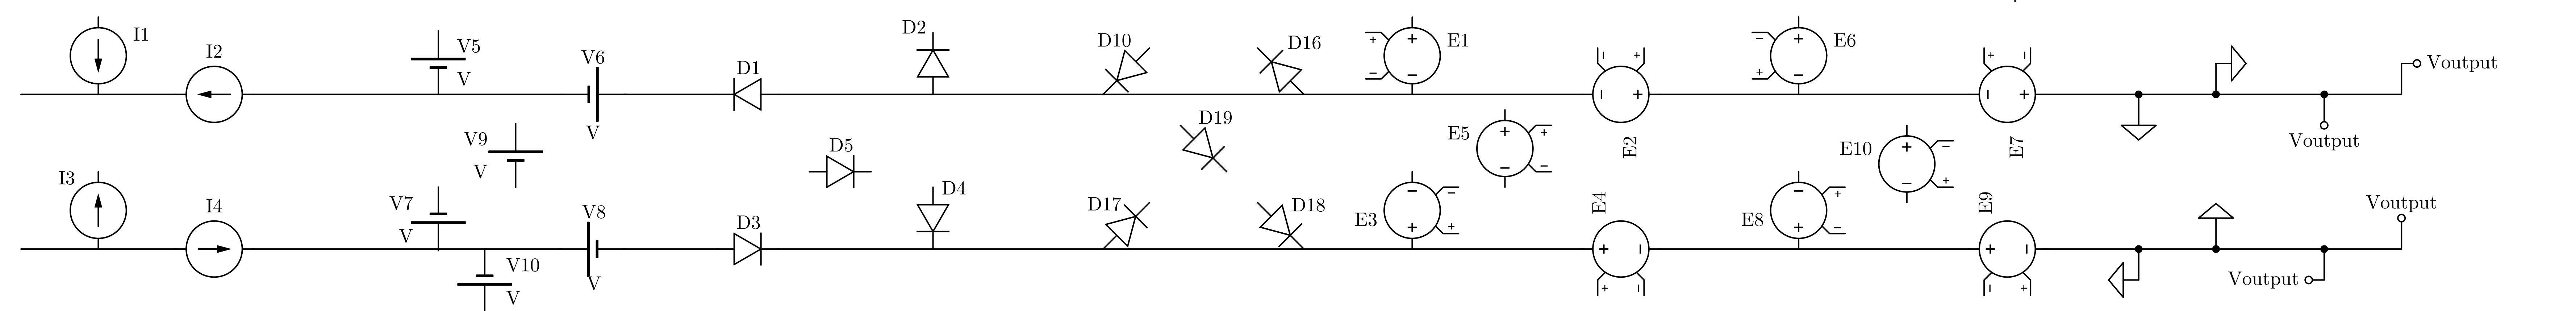 I1
I2
V5
V
V6
V
D1
D2
D10
D16
E1
+
−
+
−
E2
−
+
−
+
E6
−
+
+
−
E7
+
−
−
+
Voutput
Voutput
V9
V
D5
D19
E5
+
−
+
−
E10
+
−
−
+
I3
I4
V7
V
V10
V
V8
V
D3
D4
D17
D18
E3
−
+
−
+
E4
+
−
+
−
E8
−
+
+
−
E9
+
−
−
+
Voutput
Voutput